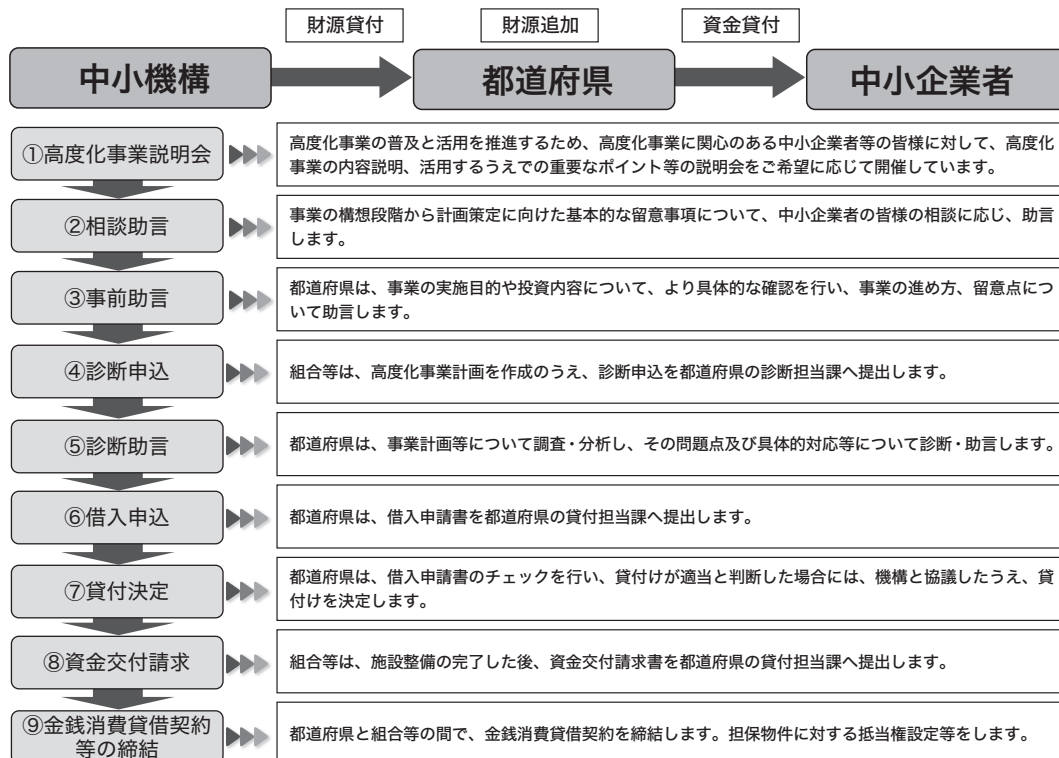 財源貸付
財源追加
資金貸付
中小機構
都道府県
中小企業者
①高度化事業説明会
高度化事業の普及と活用を推進するため、高度化事業に関心のある中小企業者等の皆様に対して、高度化
事業の内容説明、活用するうえでの重要なポイント等の説明会をご希望に応じて開催しています。
②相談助言
事業の構想段階から計画策定に向けた基本的な留意事項について、中小企業者の皆様の相談に応じ、助言
します。
③事前助言
都道府県は、事業の実施目的や投資内容について、より具体的な確認を行い、事業の進め方、留意点につ
いて助言します。
④診断申込
組合等は、高度化事業計画を作成のうえ、診断申込を都道府県の診断担当課へ提出します。
⑤診断助言
都道府県は、事業計画等について調査・分析し、その問題点及び具体的対応等について診断・助言します。
⑥借入申込
都道府県は、借入申請書を都道府県の貸付担当課へ提出します。
⑦貸付決定
都道府県は、借入申請書のチェックを行い、貸付けが適当と判断した場合には、機構と協議したうえ、貸
付けを決定します。
⑧資金交付請求
組合等は、施設整備の完了した後、資金交付請求書を都道府県の貸付担当課へ提出します。
⑨金銭消費貸借契約
等の締結
都道府県と組合等の間で、金銭消費貸借契約を締結します。担保物件に対する抵当権設定等をします。